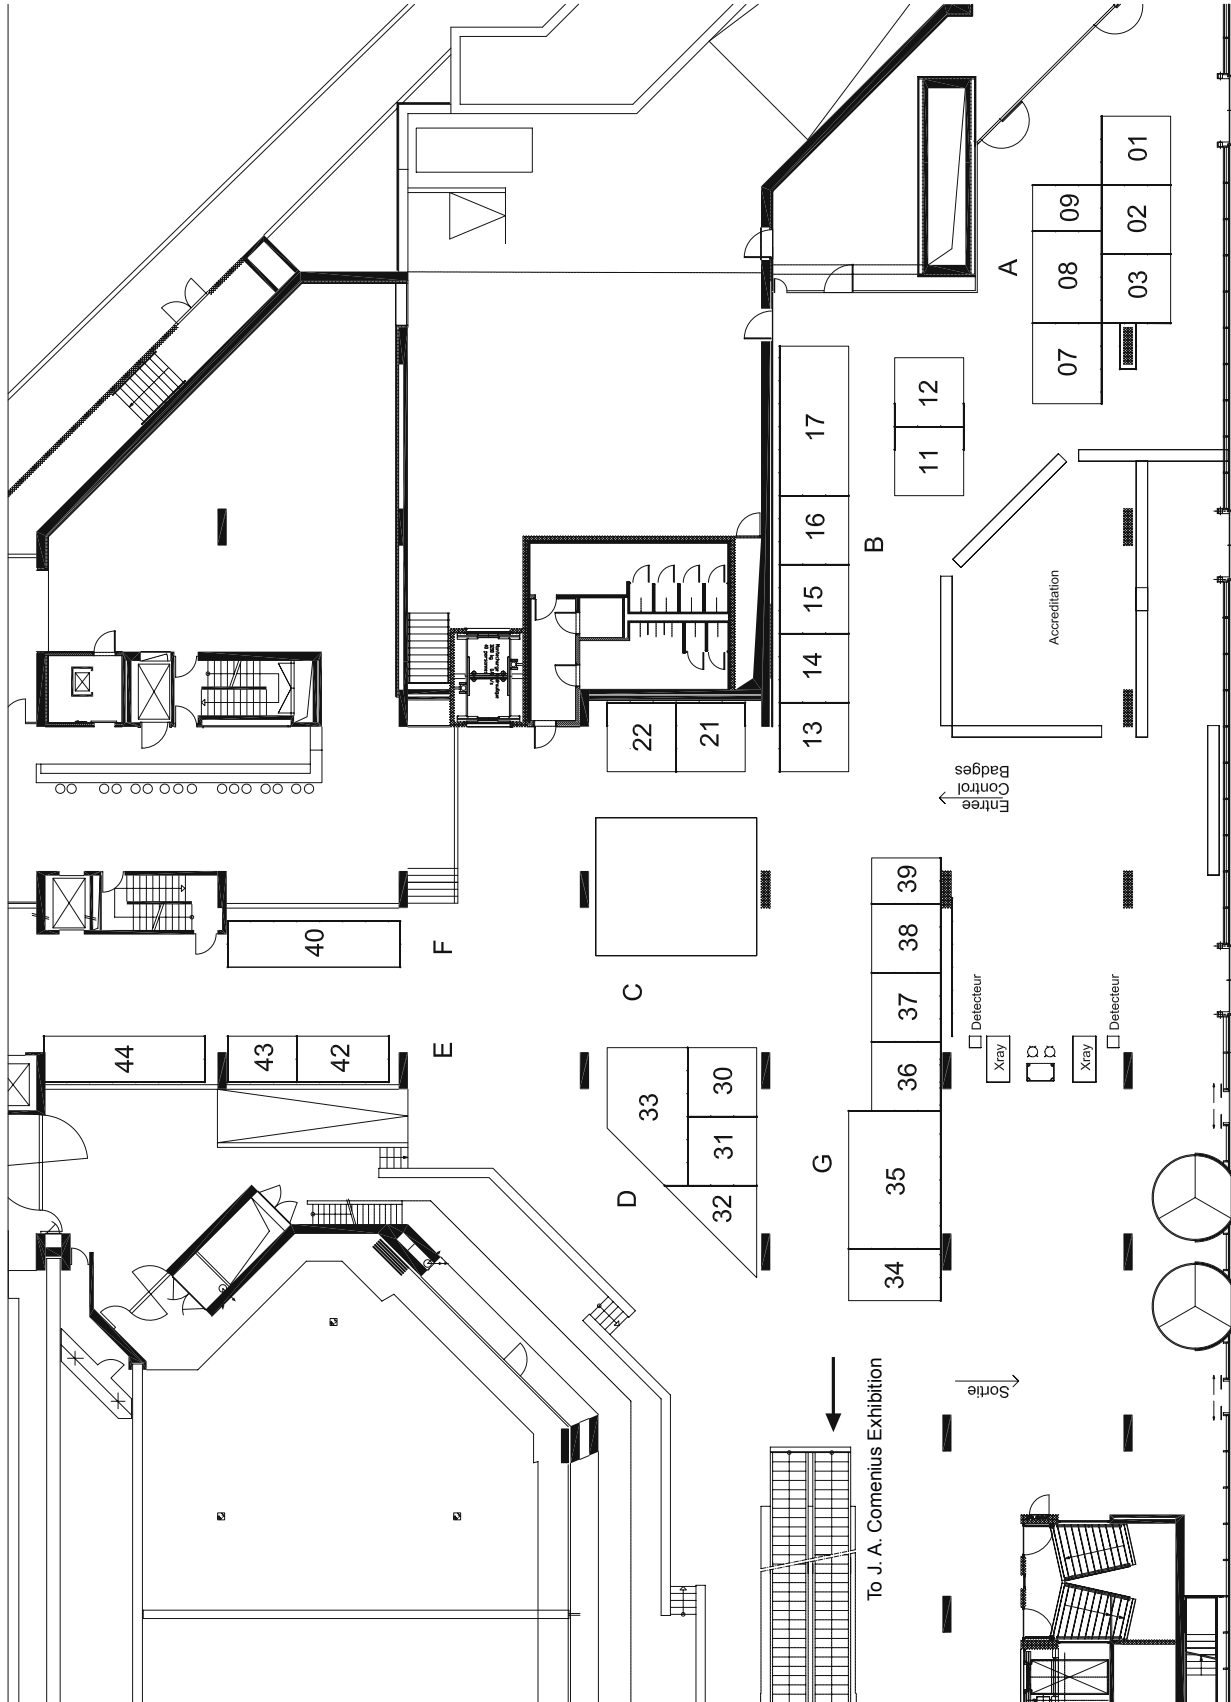 01
09
02
A
08
03
07
12
17
11
16
B
15
Accreditation
14
22
21
13
Entree
Control
Badges
39
40
F
38
C
37
Detecteur
Detecteur
44
43
42
E
Xray
Xray
33
30
36
31
G
35
D
32
34
Sortie
To J. A. Comenius Exhibition